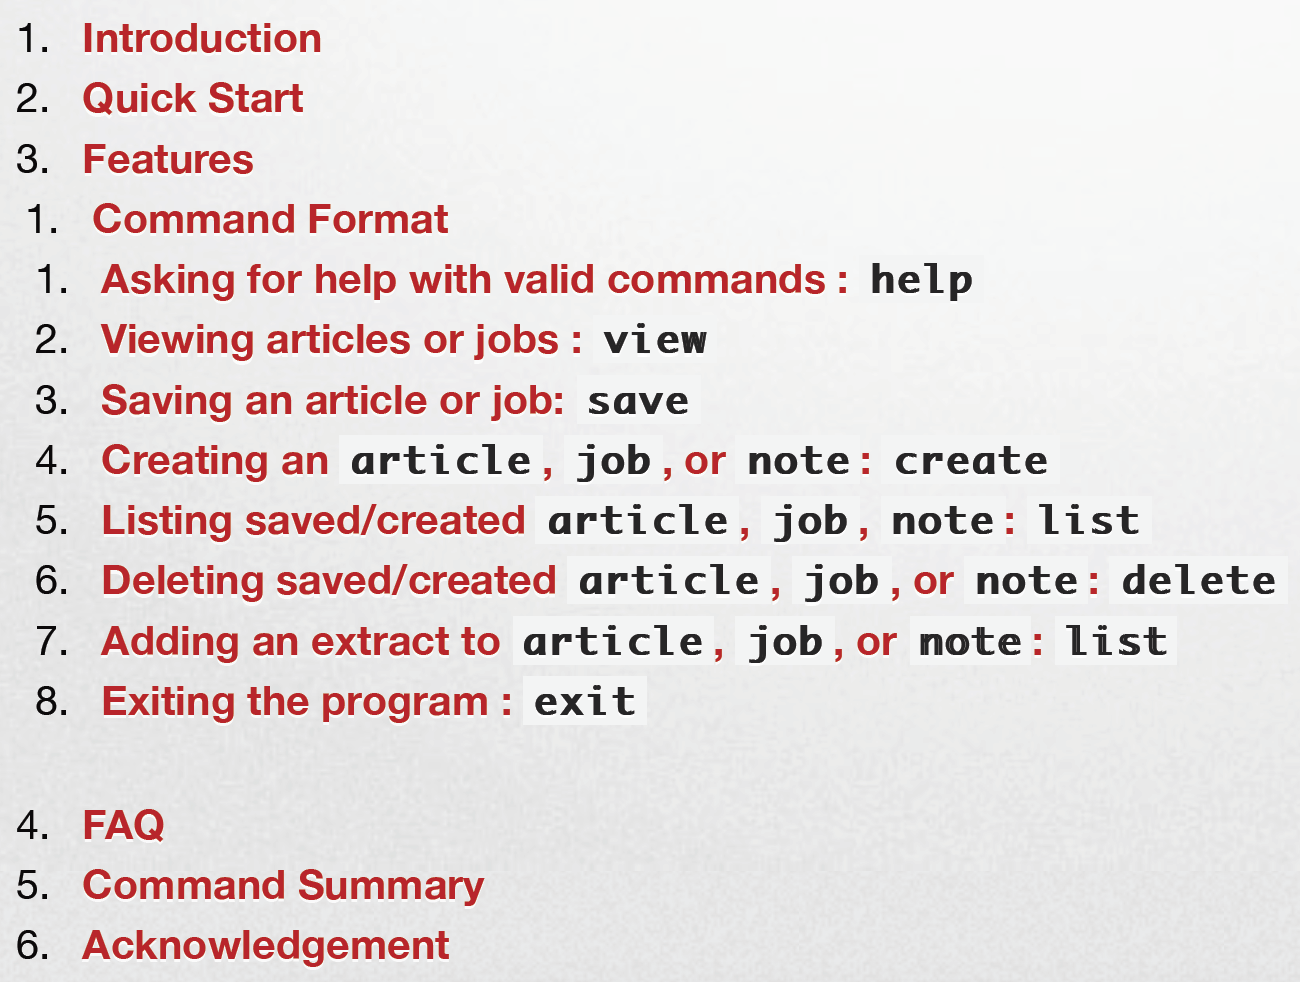 1. Introduction
2. Quick Start
3. Features
1. Command Format
1. Asking for help with valid commands : help
2. Viewing articles or jobs : view
3. Saving an article or job: save
4. Creating an article, job, or note: create
5. Listing saved/created article, job, note: list
6. Deleting saved/created article, job, or note: delete
7. Adding an extract to article, job, or note: list
8. Exiting the program : exit
4. FAQ
5. Command Summary
6. Acknowledgement